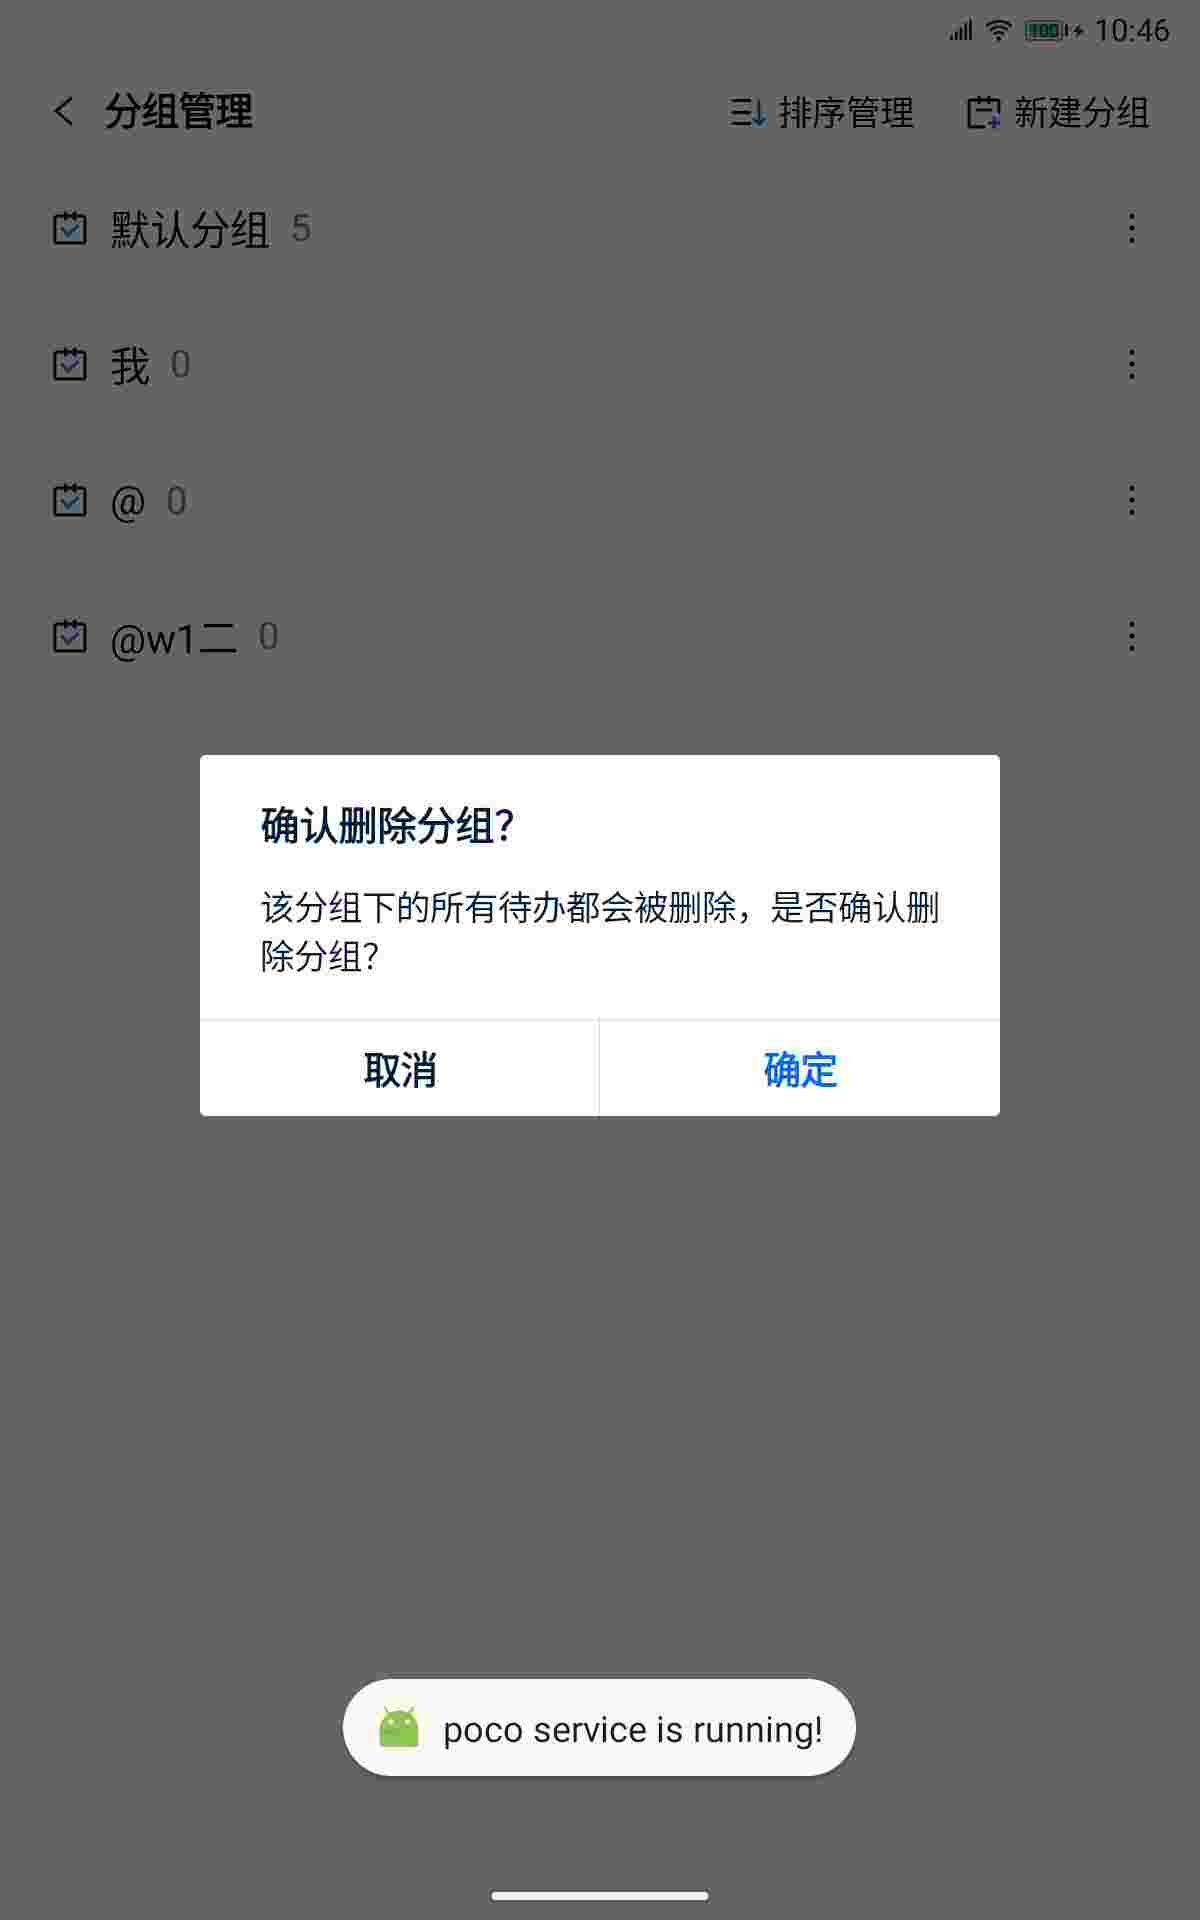 100 10:46
分组管理 排序管理 新建分组
默认分组 5
我 0
@ 0
@w1二 0
确认删除分组?
该分组下的所有待办都会被删除，是否确认删
除分组?
取消 确定
poco service is running!